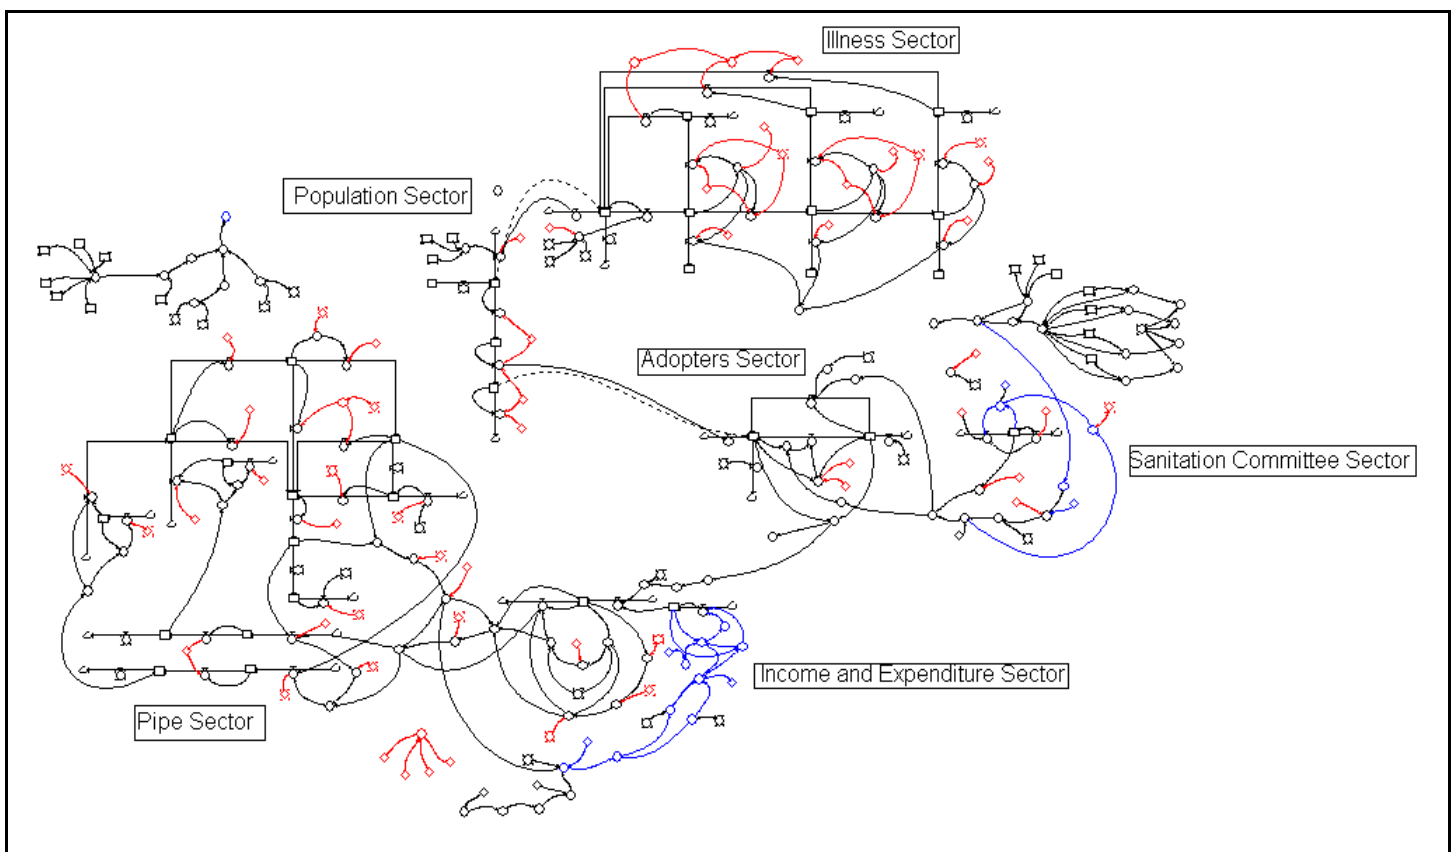 Illness Sector
Population Sector
Adopters Sector
Sanitation Committee Sector
Income and Expenditure Sector
Pipe Sector